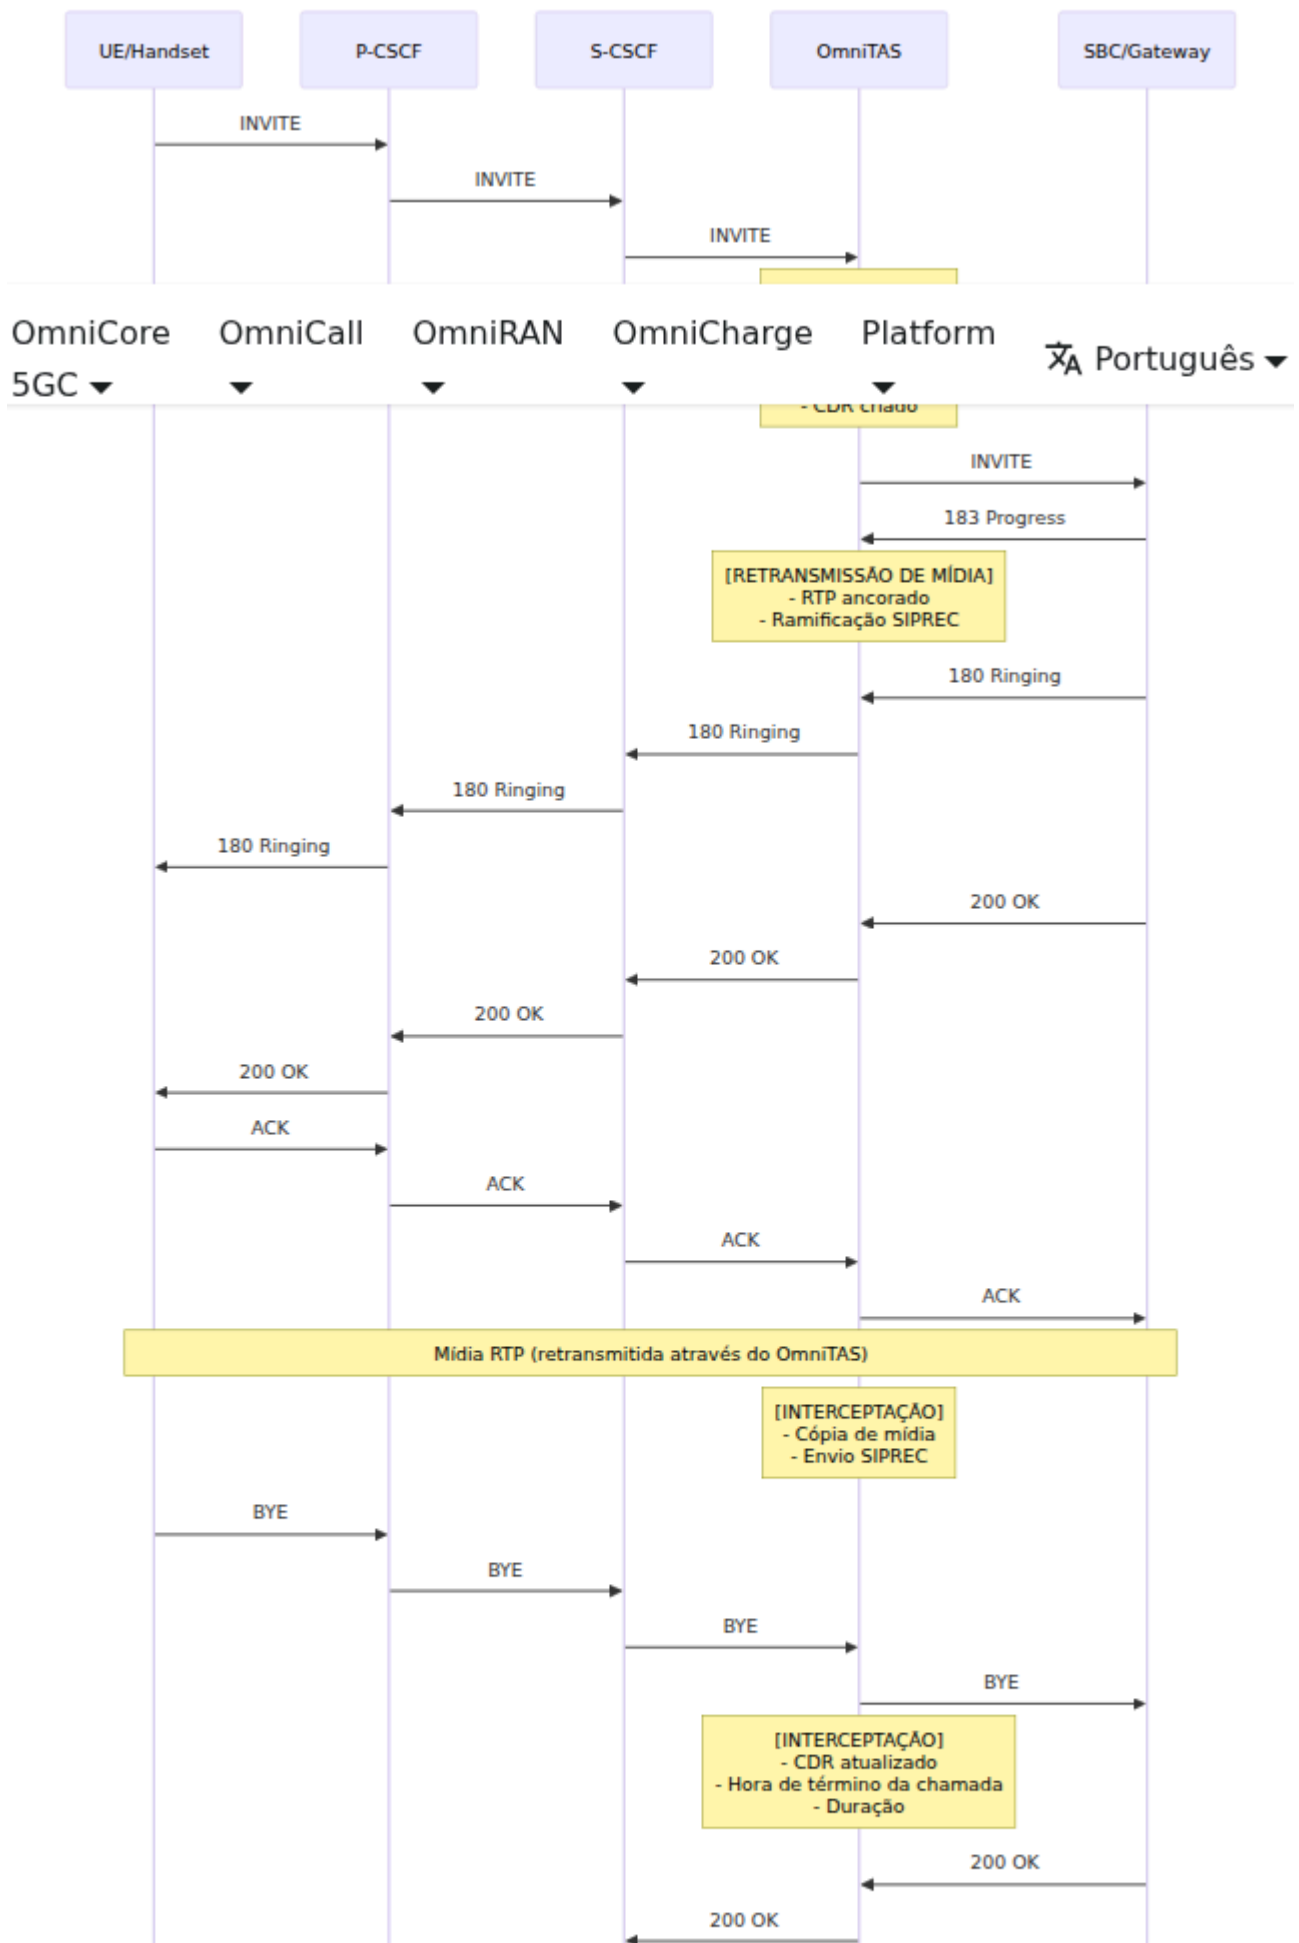 UE/Handset
P-CSCF
S-CSCF
OmniTAS
SBC/Gateway
INVITE
INVITE
INVITE
OmniCore
5GC
OmniCall
OmniRAN
OmniCharge
Platform
Português
- CDR criado
INVITE
183 Progress
[RETRANSMISSÃO DE MÍDIA]
- RTP ancorado
- Ramificação SIPREC
180 Ringing
180 Ringing
180 Ringing
180 Ringing
200 OK
200 OK
200 OK
200 OK
ACK
ACK
ACK
ACK
Mídia RTP (retransmitida através do OmniTAS)
[INTERCEPTAÇÃO]
- Cópia de mídia
- Envio SIPREC
BYE
BYE
BYE
BYE
[INTERCEPTAÇÃO]
- CDR atualizado
- Hora de término da chamada
- Duração
200 OK
200 OK